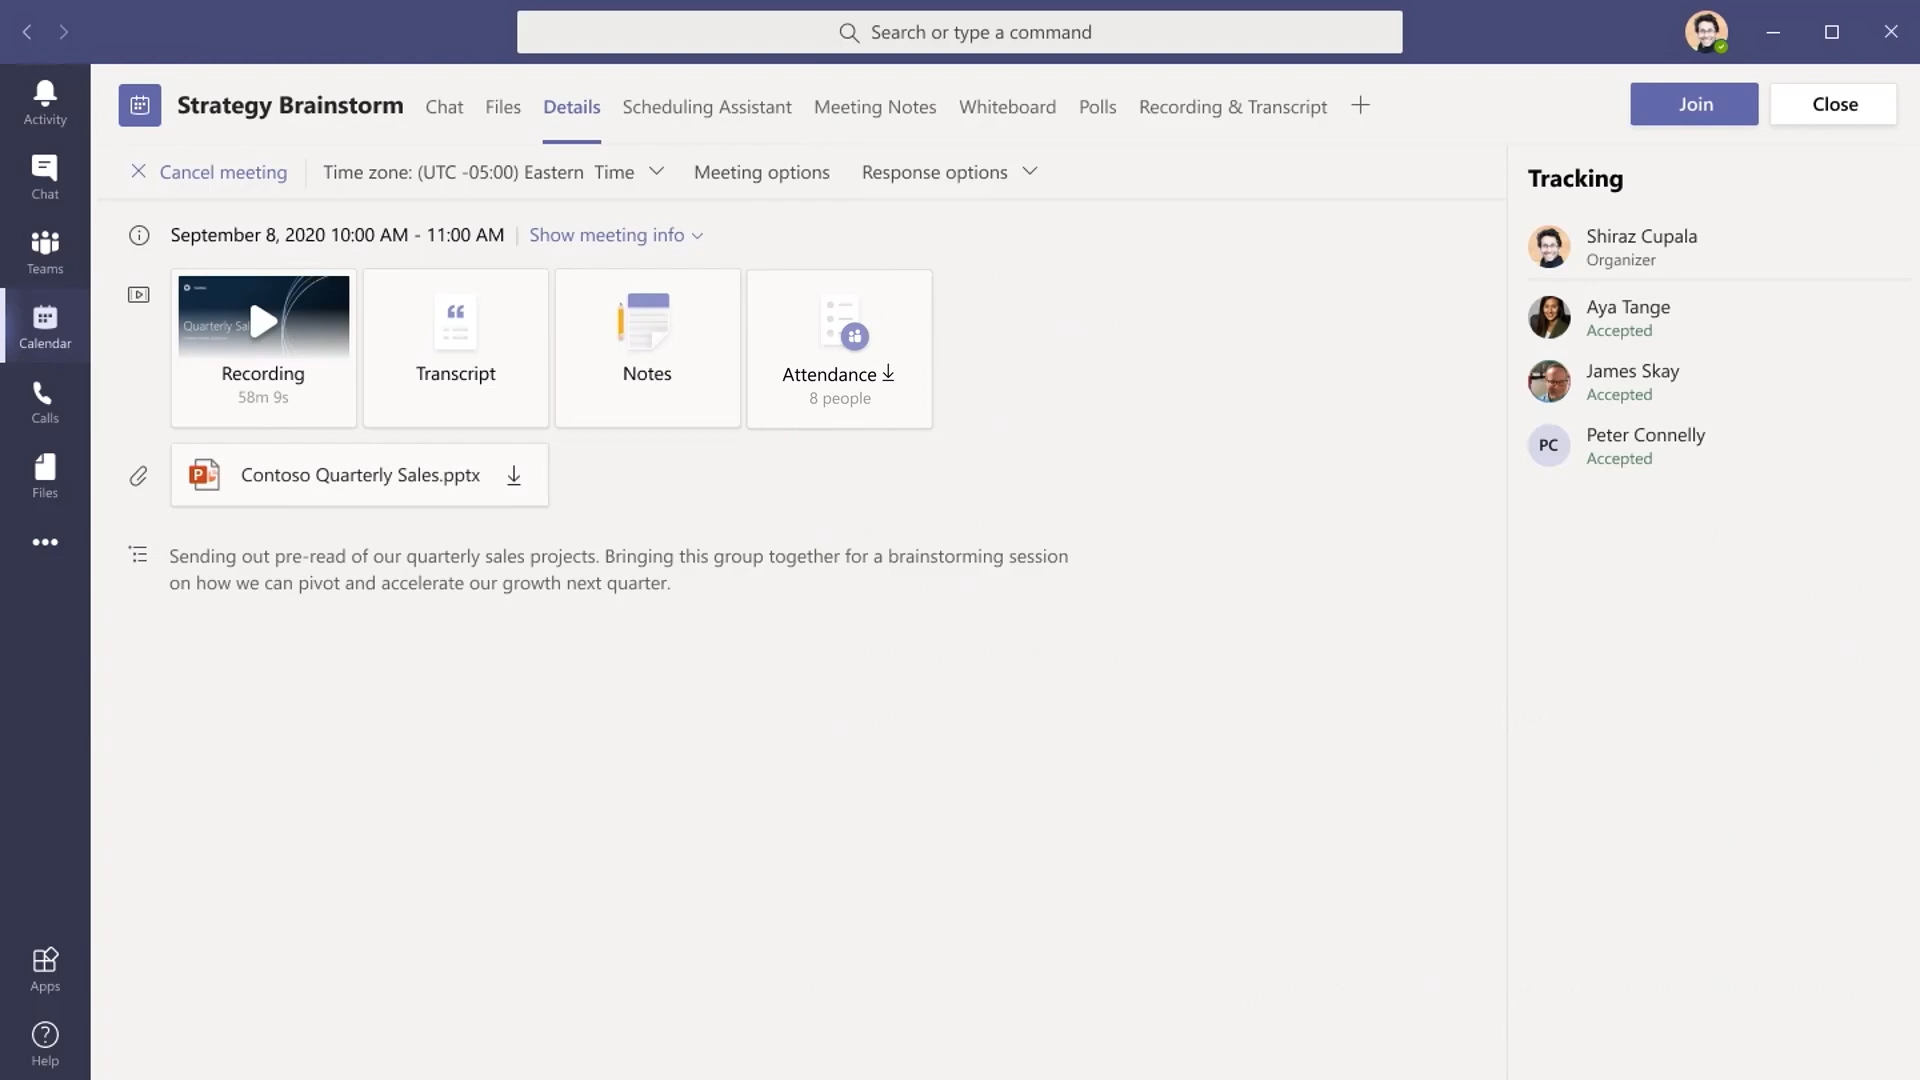 Search or type a command
Activity
Chat
Teams
Calendar
Calls
Files
Apps
Help
Strategy Brainstorm Chat Files Details Scheduling Assistant Meeting Notes Whiteboard Polls Recording & Transcript
Join Close
Cancel meeting Time zone: (UTC -05:00) Eastern Time Meeting options Response options
September 8, 2020 10:00 AM - 11:00 AM Show meeting info
Quarterly Sal
Recording
58m 9s
Transcript
Notes
Attendance
8 people
Contoso Quarterly Sales.pptx
Sending out pre-read of our quarterly sales projects. Bringing this group together for a brainstorming session
on how we can pivot and accelerate our growth next quarter.
Tracking
Shiraz Cupala
Organizer
Aya Tange
Accepted
James Skay
Accepted
PC
Peter Connelly
Accepted